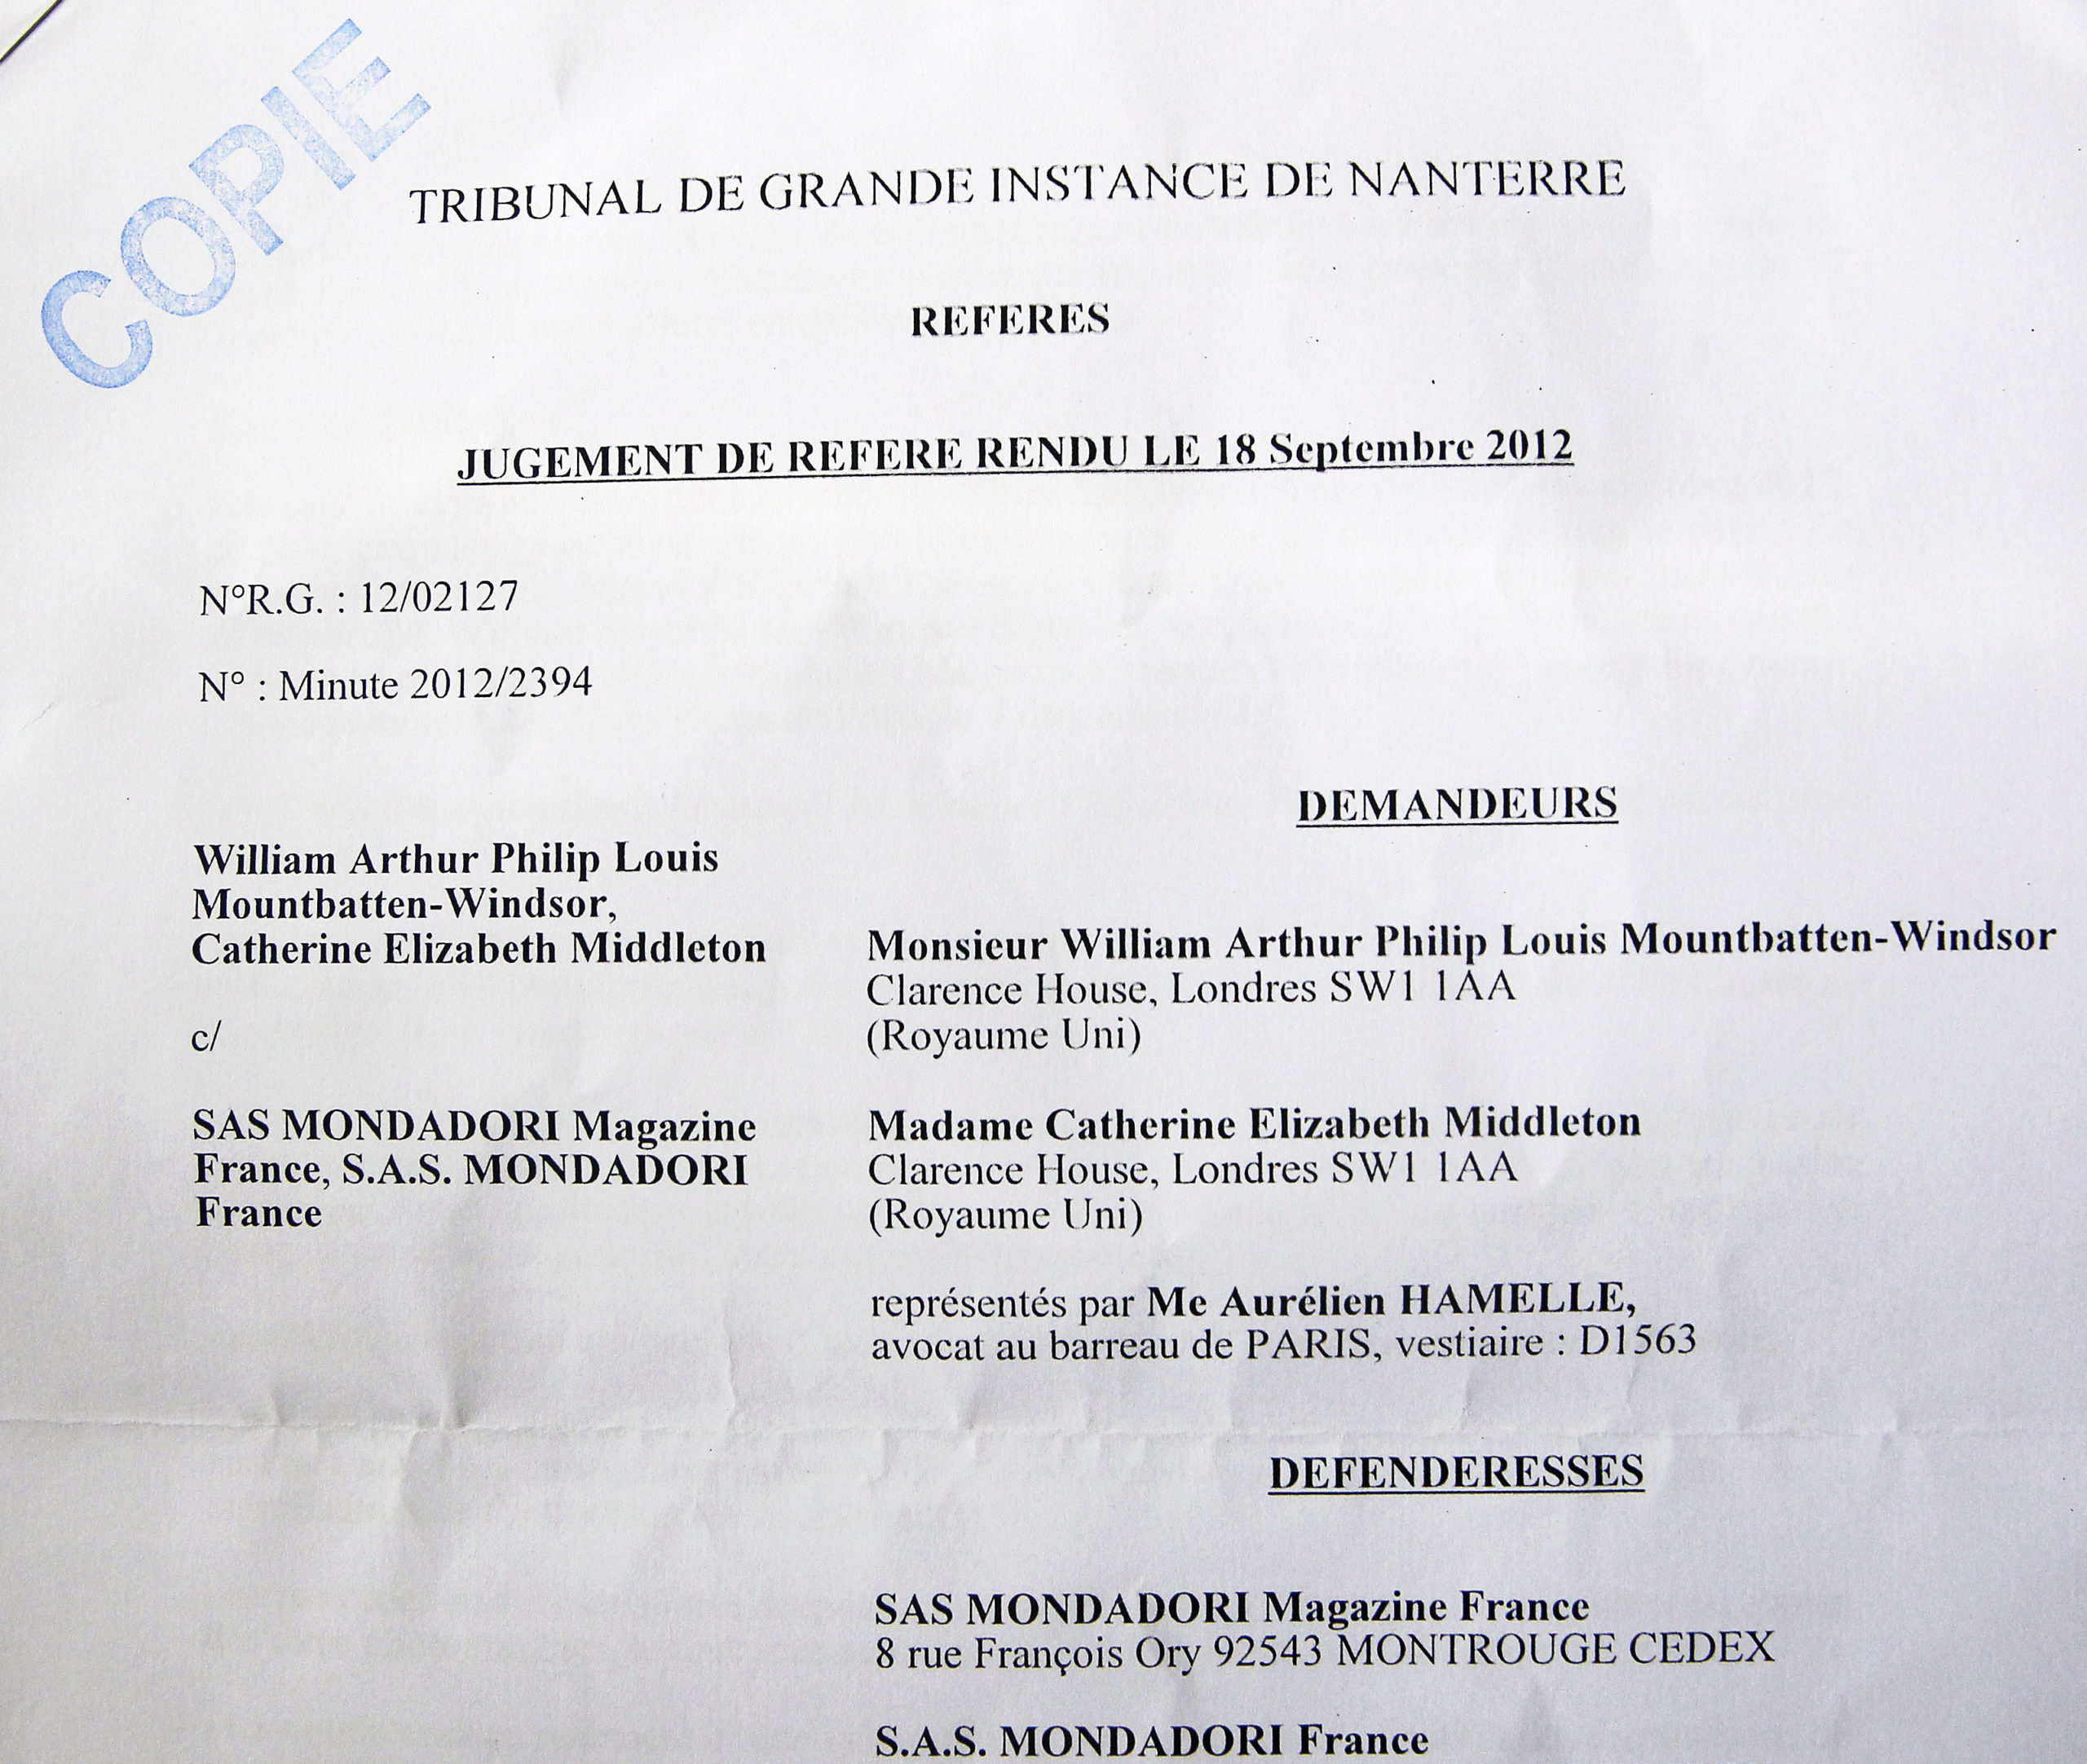 COPIE
TRIBUNAL DE GRANDE INSTANCE DE NANTERRE
REFERES
JUGEMENT DE REFERE RENDU LE 18 Septembre 2012
N°R.G. : 12/02127
N° : Minute 2012/2394
William Arthur Philip Louis
Mountbatten-Windsor,
Catherine Elizabeth Middleton
c/
SAS MONDADORI Magazine
France, S.A.S. MONDADORI
France
DEMANDEURS
Monsieur William Arthur Philip Louis Mountbatten-Windsor
Clarence House, Londres SW1 1AA
(Royaume Uni)
Madame Catherine Elizabeth Middleton
Clarence House, Londres SW1 1AA
(Royaume Uni)
représentés par Me Aurélien HAMELLE,
avocat au barreau de PARIS, vestiaire : D1563
DEFENDERESSES
SAS MONDADORI Magazine France
8 rue François Ory 92543 MONTROUGE CEDEX
S.A.S. MONDADORI France